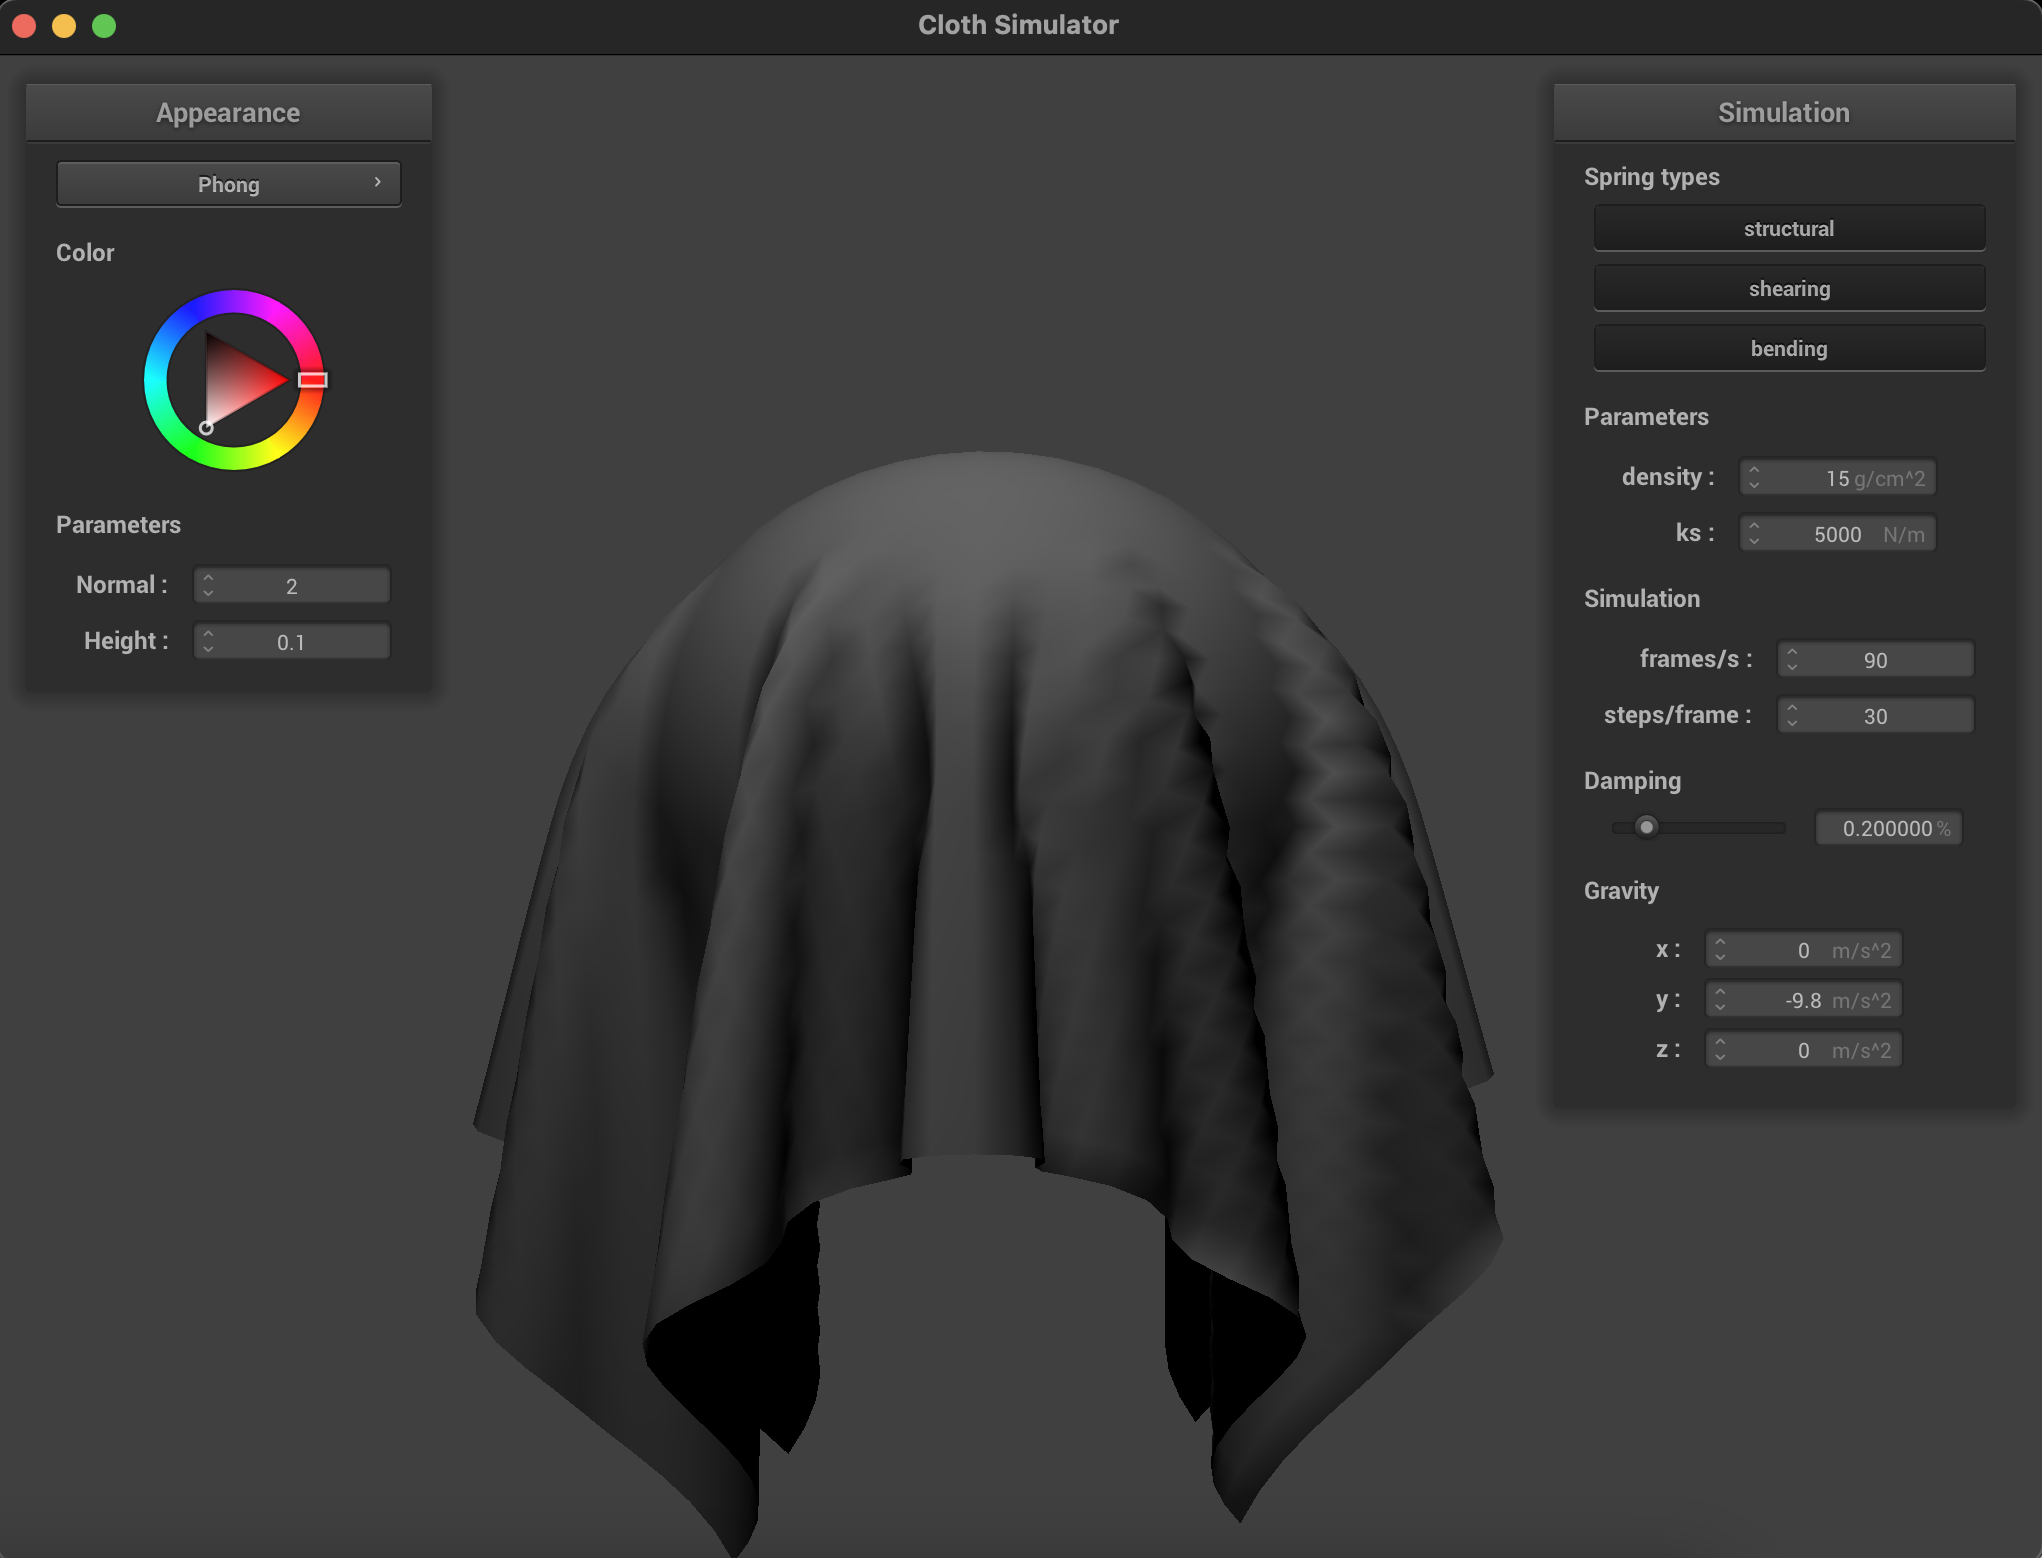 Cloth Simulator
Appearance
Phong
Color
Parameters
Normal : 2
Height : 0.1
Simulation
Spring types
structural
shearing
bending
Parameters
density : 15 g/cm^2
ks : 5000 N/m
Simulation
frames/s : 90
steps/frame : 30
Damping
0.200000 %
Gravity
x : 0 m/s^2
y : -9.8 m/s^2
z : 0 m/s^2